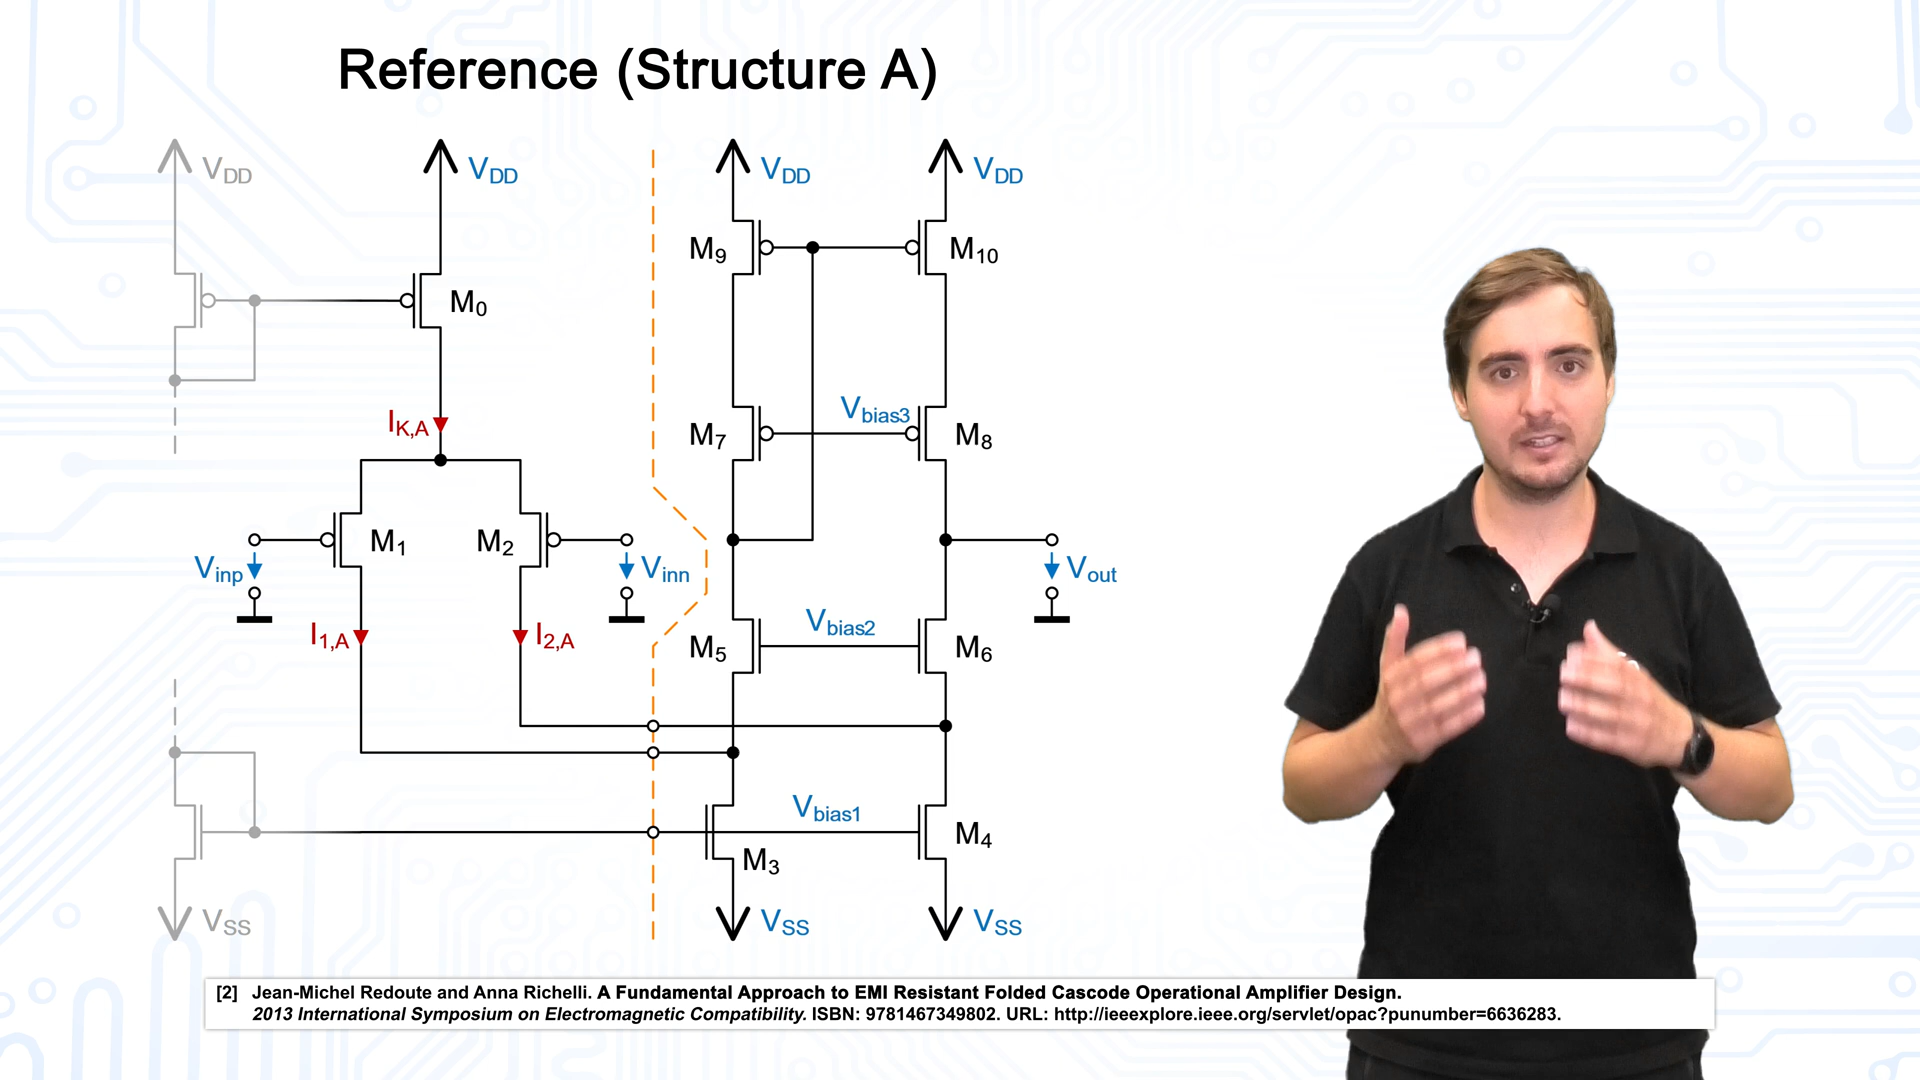 Reference (Structure A)
VDD
VDD
VDD
VDD
M9
M10
M0
IK,A
Vbias3
M7
M8
M1
M2
Vinp
Vinn
Vout
I1,A
I2,A
Vbias2
M5
M6
Vbias1
M4
M3
VSS
VSS
VSS
[2] Jean-Michel Redoute and Anna Richelli. A Fundamental Approach to EMI Resistant Folded Cascode Operational Amplifier Design.
2013 International Symposium on Electromagnetic Compatibility. ISBN: 9781467349802. URL: http://ieeexplore.ieee.org/servlet/opac?punumber=6636283.